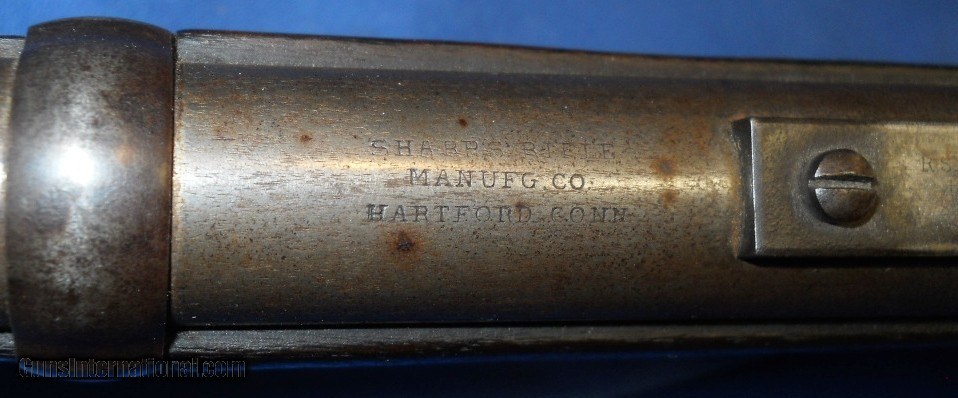 SHARPS RIFLE
MANUFG. CO.
HARTFORD CONN
GunsInternational.com